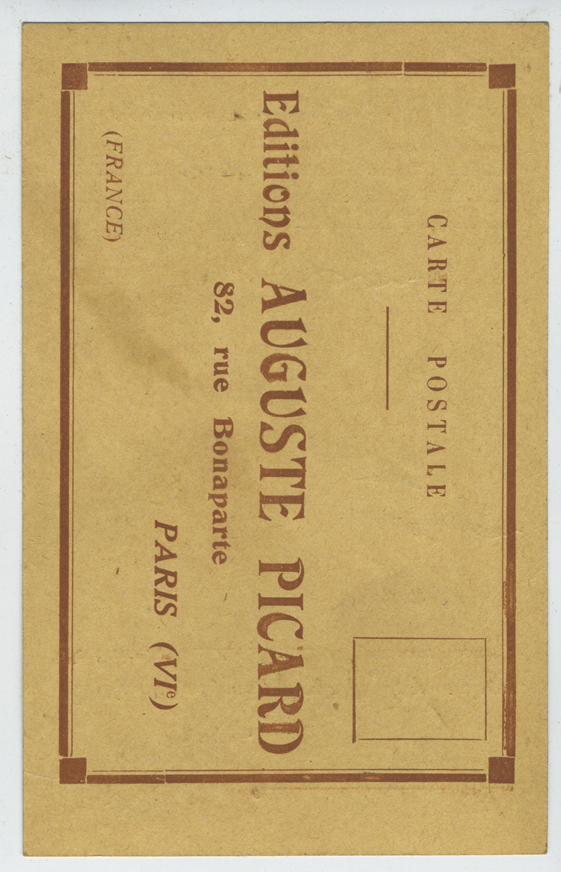 CARTE POSTALE
Editions AUGUSTE PICARD
82, rue Bonaparte
PARIS (VIe)
(FRANCE)